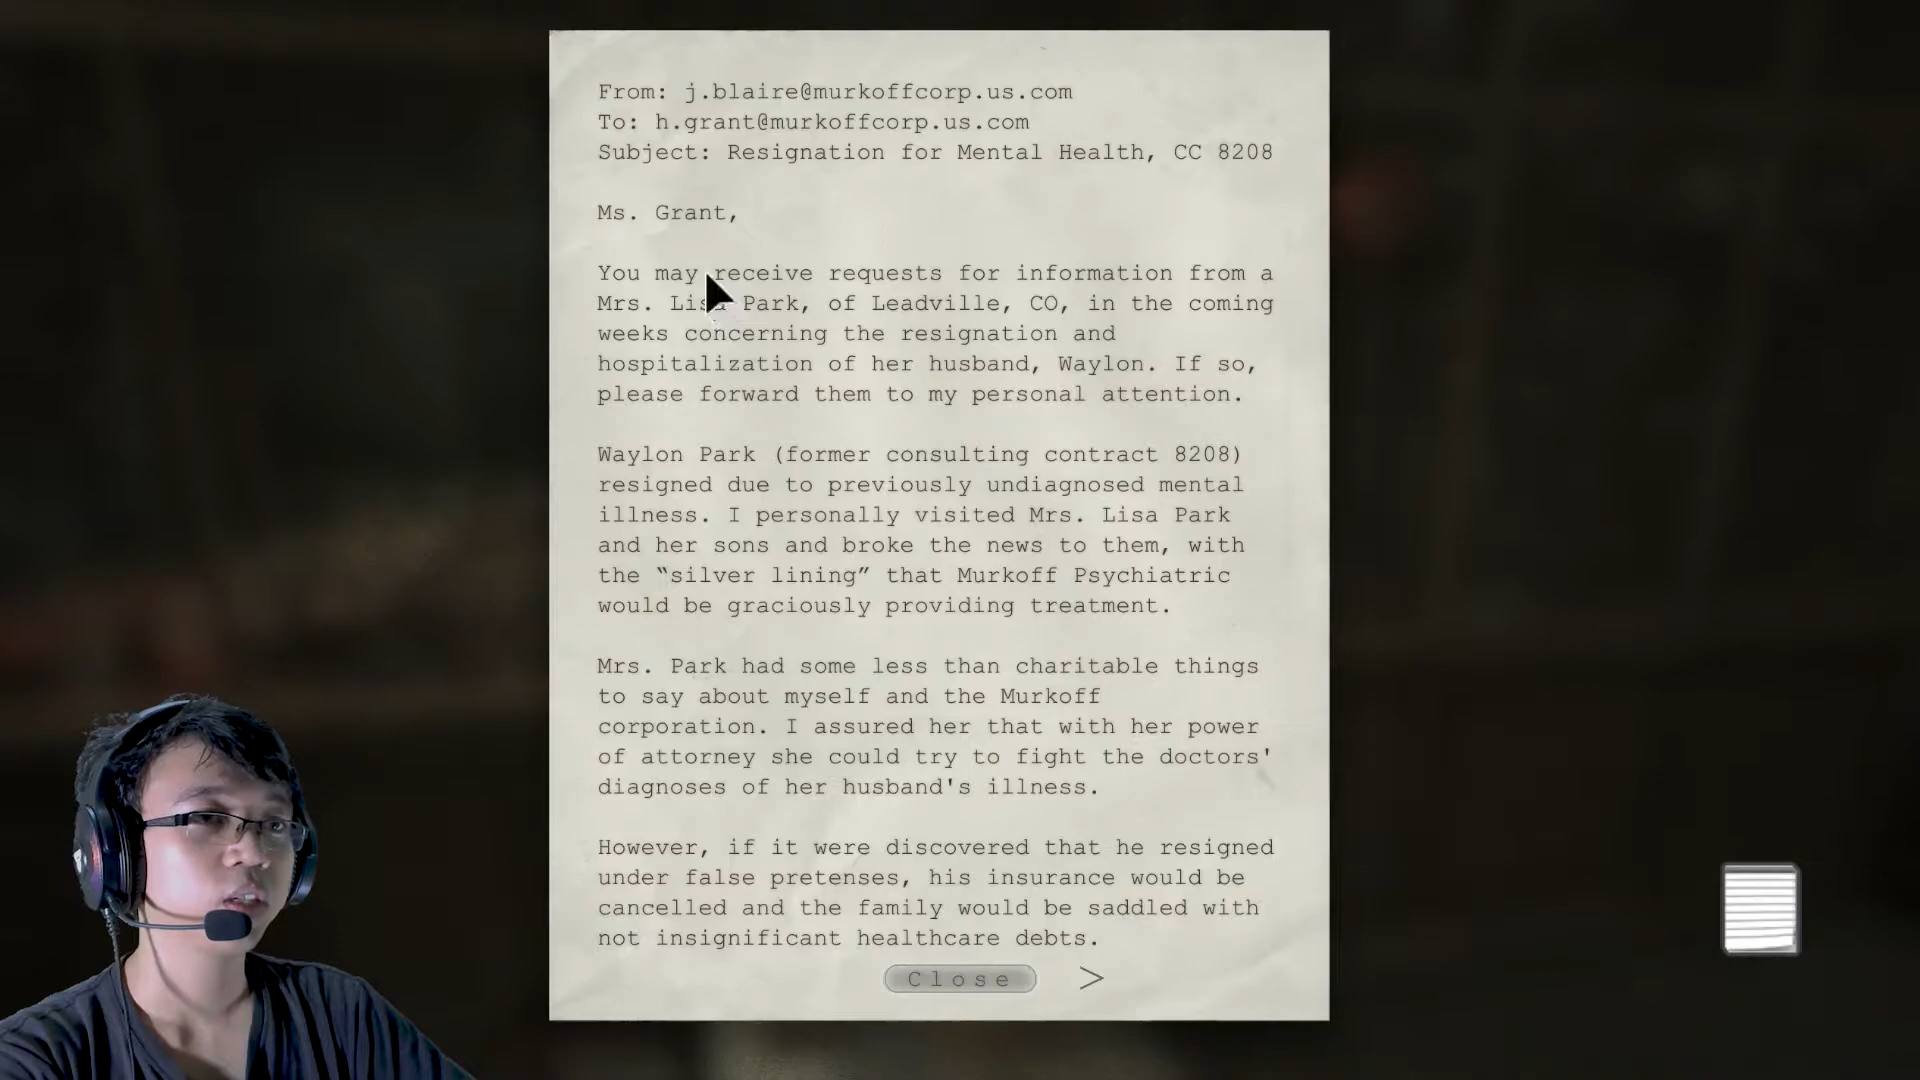 From: j.blaire@murkoffcorp.us.com
To: h.grant@murkoffcorp.us.com
Subject: Resignation for Mental Health, CC 8208
Ms. Grant,
You may receive requests for information from a
Mrs. Lisa Park, of Leadville, CO, in the coming
weeks concerning the resignation and
hospitalization of her husband, Waylon. If so,
please forward them to my personal attention.
Waylon Park (former consulting contract 8208)
resigned due to previously undiagnosed mental
illness. I personally visited Mrs. Lisa Park
and her sons and broke the news to them, with
the “silver lining” that Murkoff Psychiatric
would be graciously providing treatment.
Mrs. Park had some less than charitable things
to say about myself and the Murkoff
corporation. I assured her that with her power
of attorney she could try to fight the doctors'
diagnoses of her husband's illness.
However, if it were discovered that he resigned
under false pretenses, his insurance would be
cancelled and the family would be saddled with
not insignificant healthcare debts.
Close >